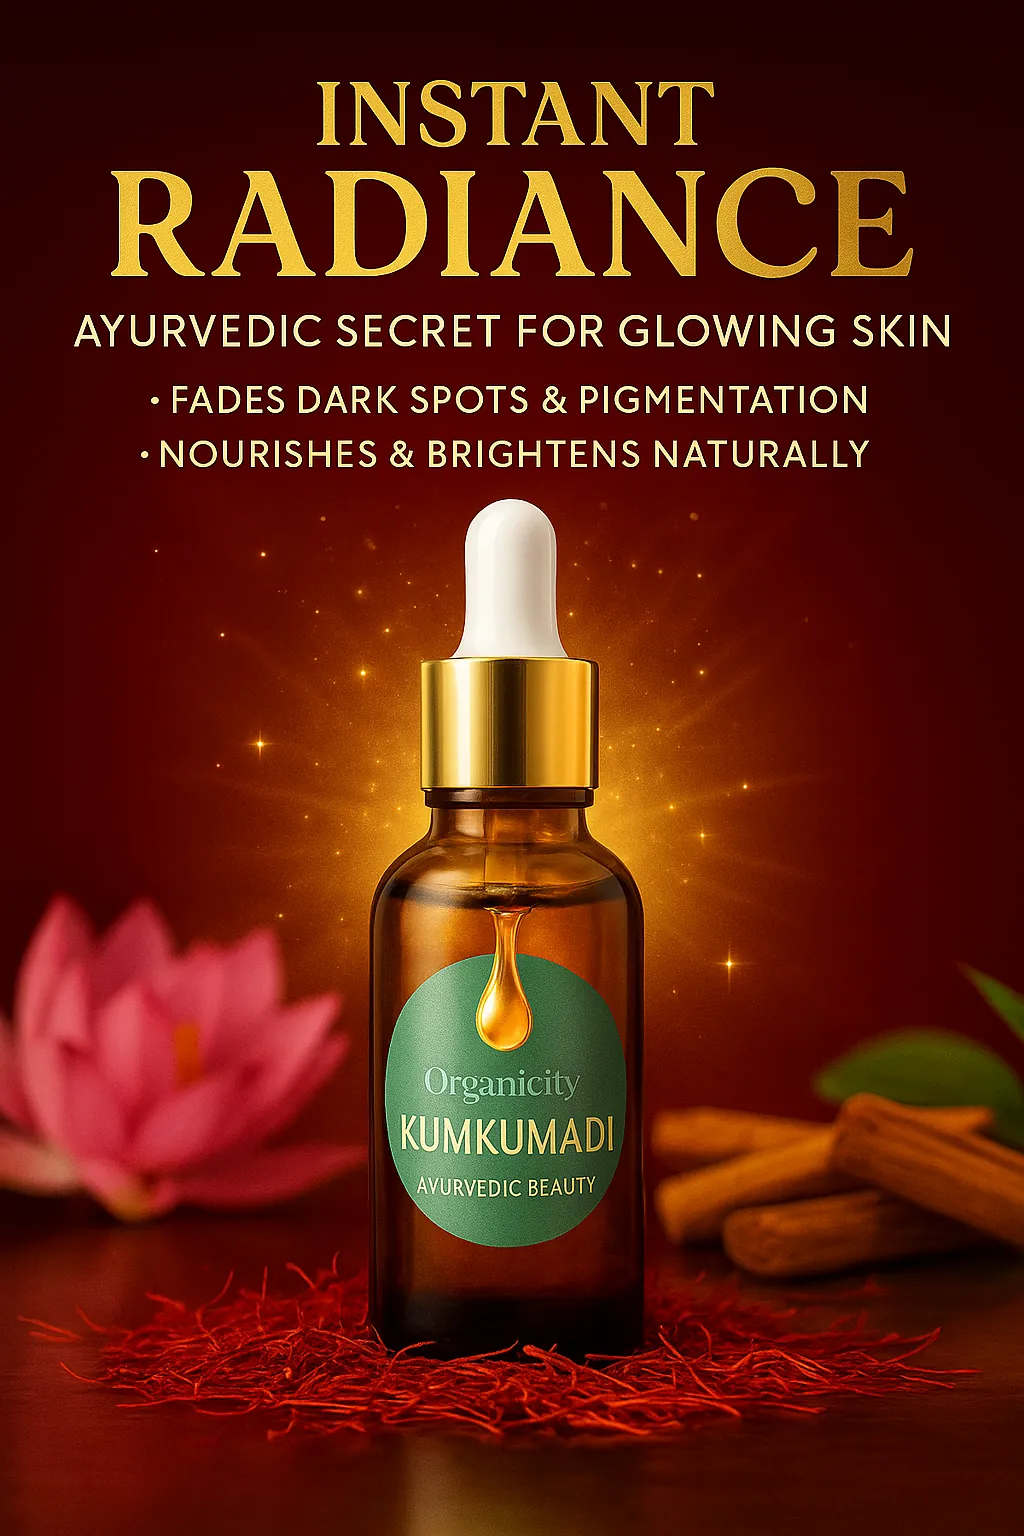 INSTANT
RADIANCE
AYURVEDIC SECRET FOR GLOWING SKIN
• FADES DARK SPOTS & PIGMENTATION
• NOURISHES & BRIGHTENS NATURALLY
Organicity
KUMKUMADI
AYURVEDIC BEAUTY